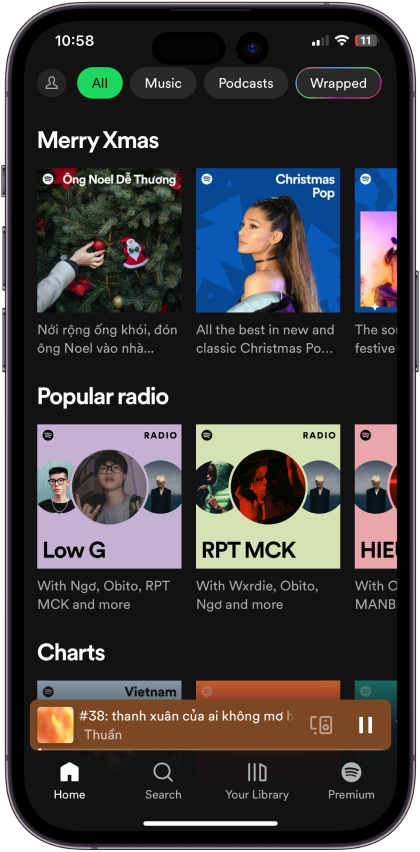 10:58
11
All
Music
Podcasts
Wrapped
Merry Xmas
Ông Noel Dễ Thương
Christmas
Pop
Nới rộng ống khói, đón
ông Noel vào nhà...
All the best in new and
classic Christmas Po...
The sou
festive
Popular radio
RADIO
Low G
RADIO
RPT MCK
HIEU
With Ngơ, Obito, RPT
MCK and more
With Wxrdie, Obito,
Ngơ and more
With O
MANB
Charts
Vietnam
#38: thanh xuân của ai không mơ h
Thuần
Home
Search
Your Library
Premium